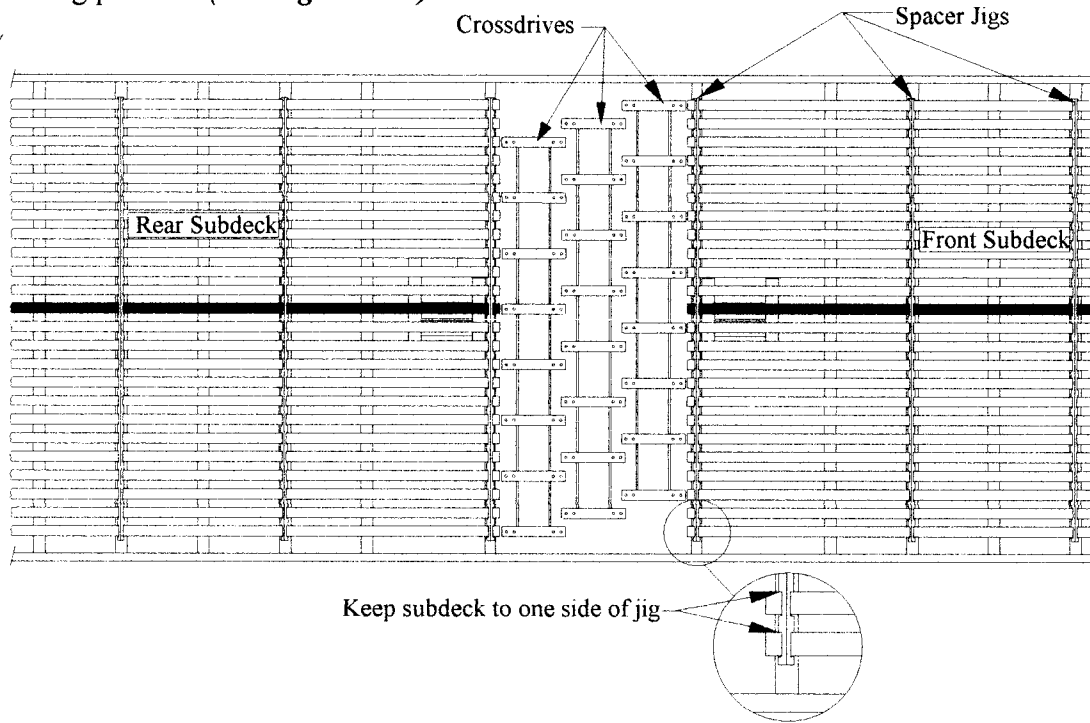 Crossdrives
Spacer Jigs
Rear Subdeck
Front Subdeck
Keep subdeck to one side of jig